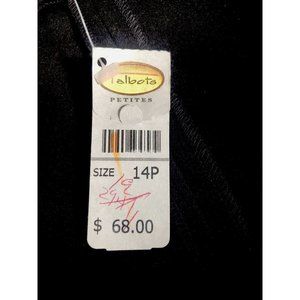 Talbots
PETITES
SIZE 14P
$ 68.00